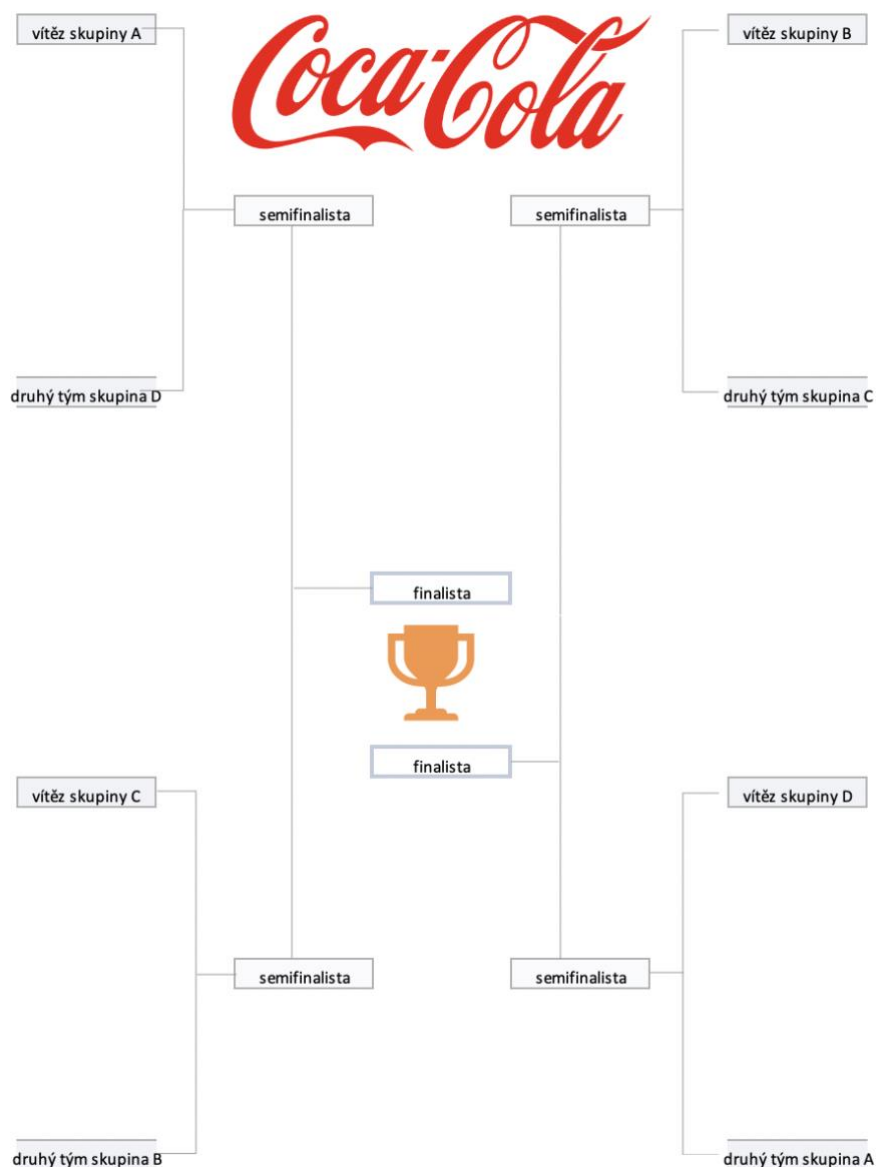 vítěz skupiny A
Coca-Cola
vítěz skupiny B
semifinalista
semifinalista
druhý tým skupina D
druhý tým skupina C
finalista
finalista
vítěz skupiny C
vítěz skupiny D
semifinalista
semifinalista
druhý tým skupina B
druhý tým skupina A